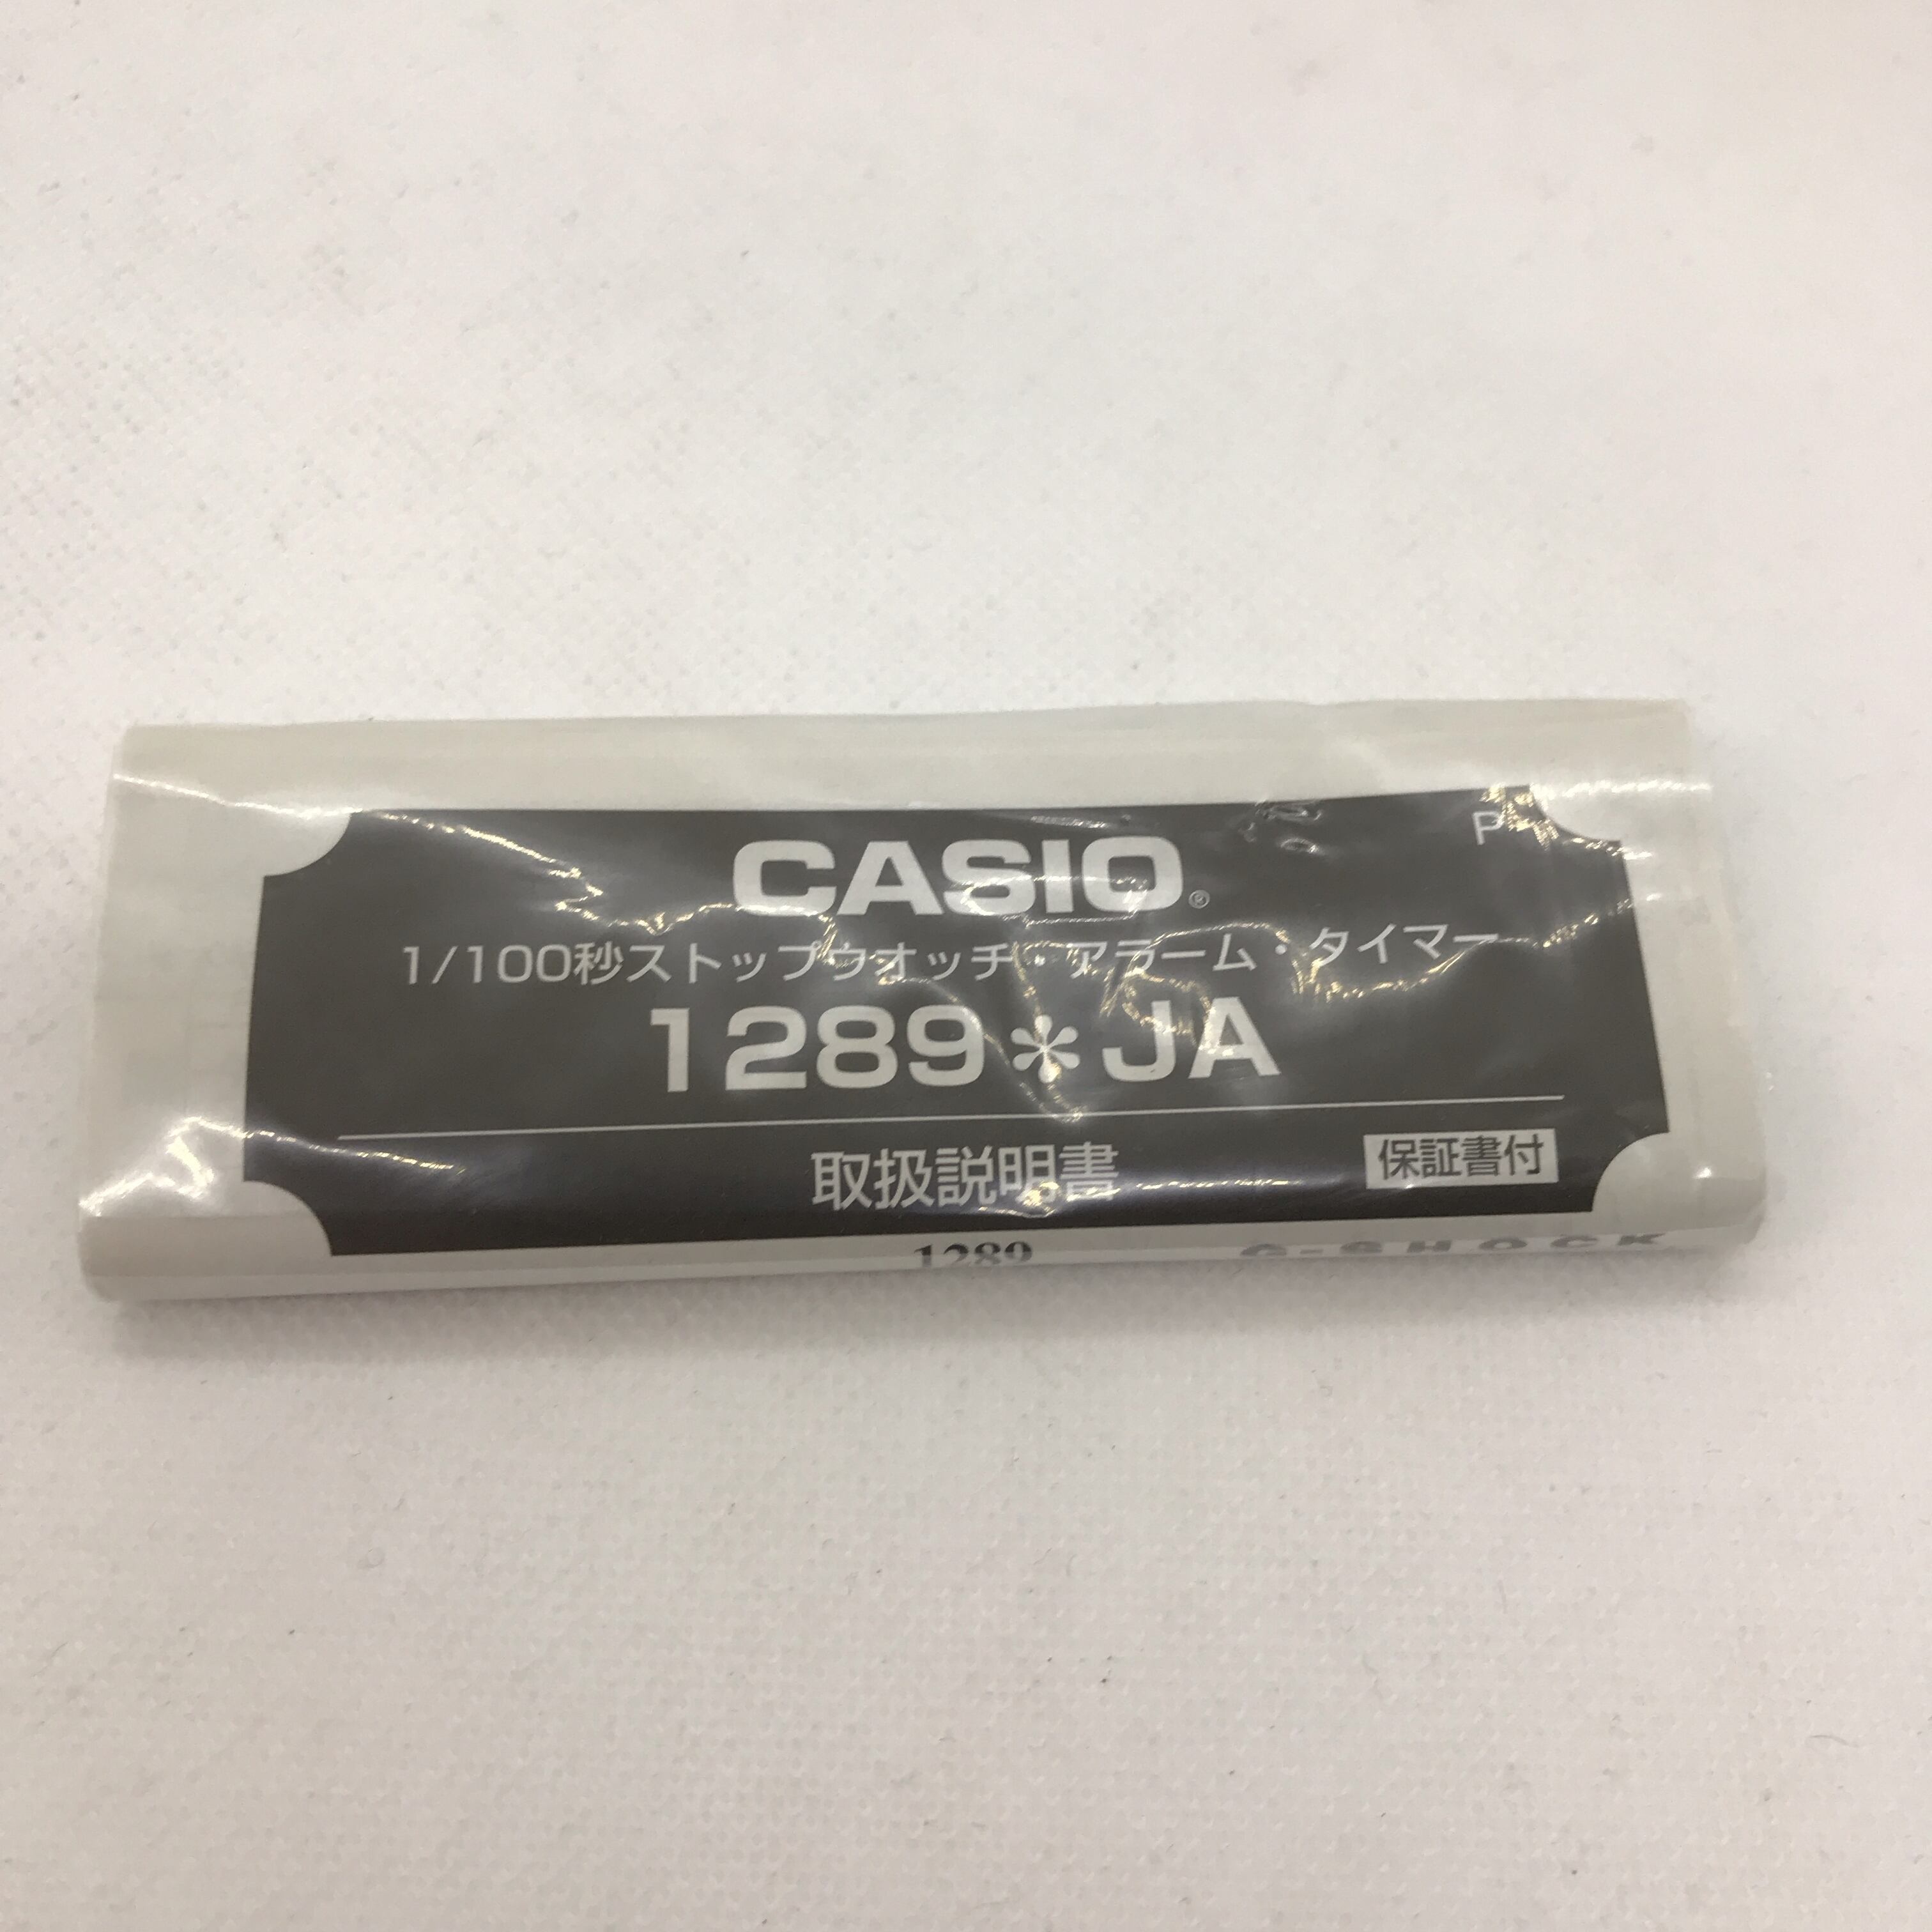 P
CASIO®
1/100秒ストップウオッチ・アラーム・タイマー
1289＊JA
取扱説明書
保証書付
1289
G-SHOCK